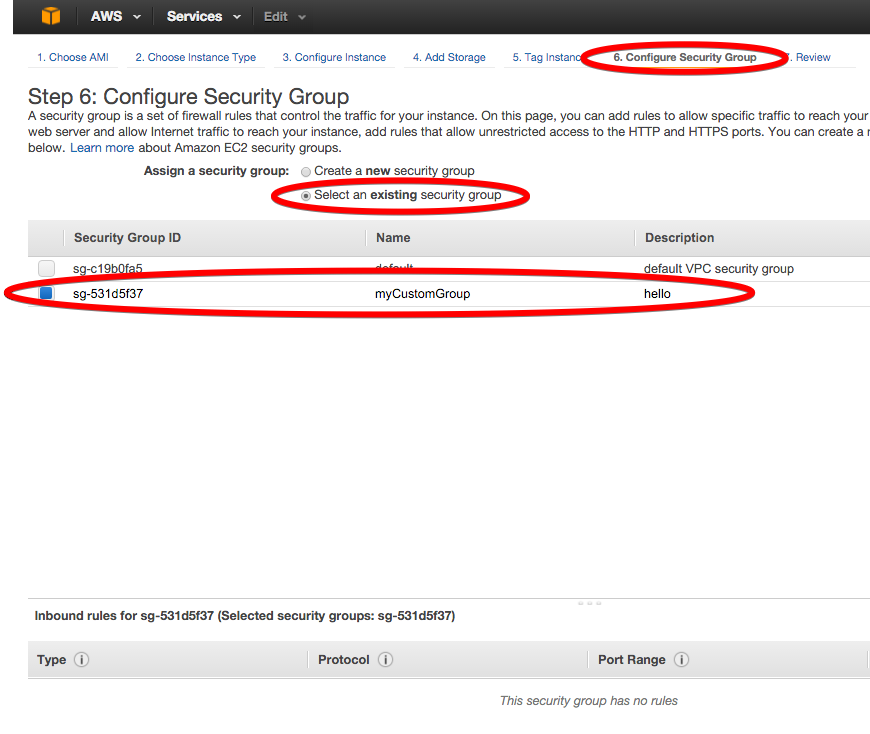 AWS Services Edit
1. Choose AMI 2. Choose Instance Type 3. Configure Instance 4. Add Storage 5. Tag Instanc 6. Configure Security Group 7. Review
Step 6: Configure Security Group
A security group is a set of firewall rules that control the traffic for your instance. On this page, you can add rules to allow specific traffic to reach your
web server and allow Internet traffic to reach your instance, add rules that allow unrestricted access to the HTTP and HTTPS ports. You can create a
below. Learn more about Amazon EC2 security groups.
Assign a security group: Create a new security group
Select an existing security group
Security Group ID Name Description
sg-c19b0fa5 default default VPC security group
sg-531d5f37 myCustomGroup hello
Inbound rules for sg-531d5f37 (Selected security groups: sg-531d5f37)
Type i Protocol i Port Range i
This security group has no rules